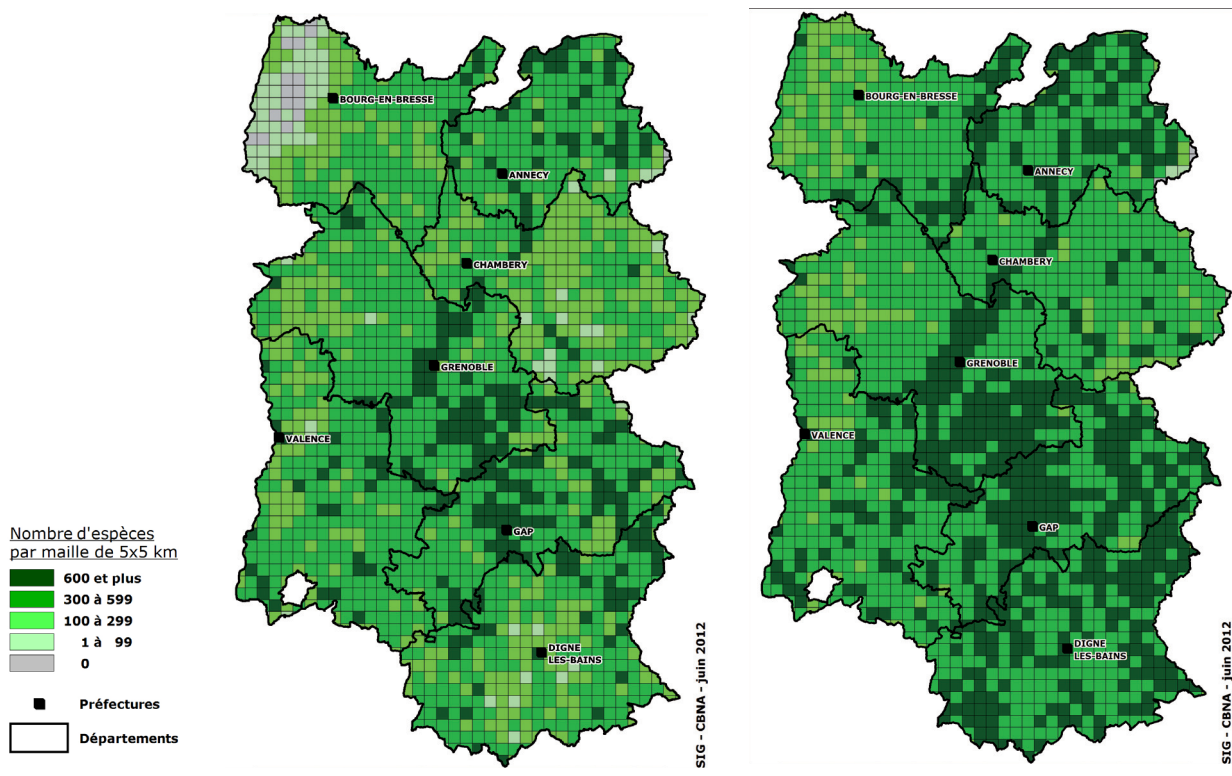 BOURG-EN-BRESSE
ANNECY
CHAMBERY
GRENOBLE
VALENCE
GAP
DIGNE
LES-BAINS
SIG - CBNA - juin 2012
BOURG-EN-BRESSE
ANNECY
CHAMBERY
GRENOBLE
VALENCE
GAP
DIGNE
LES-BAINS
SIG - CBNA - juin 2012
Nombre d'espèces
par maille de 5x5 km
600 et plus
300 à 599
100 à 299
1 à 99
0
Préfectures
Départements